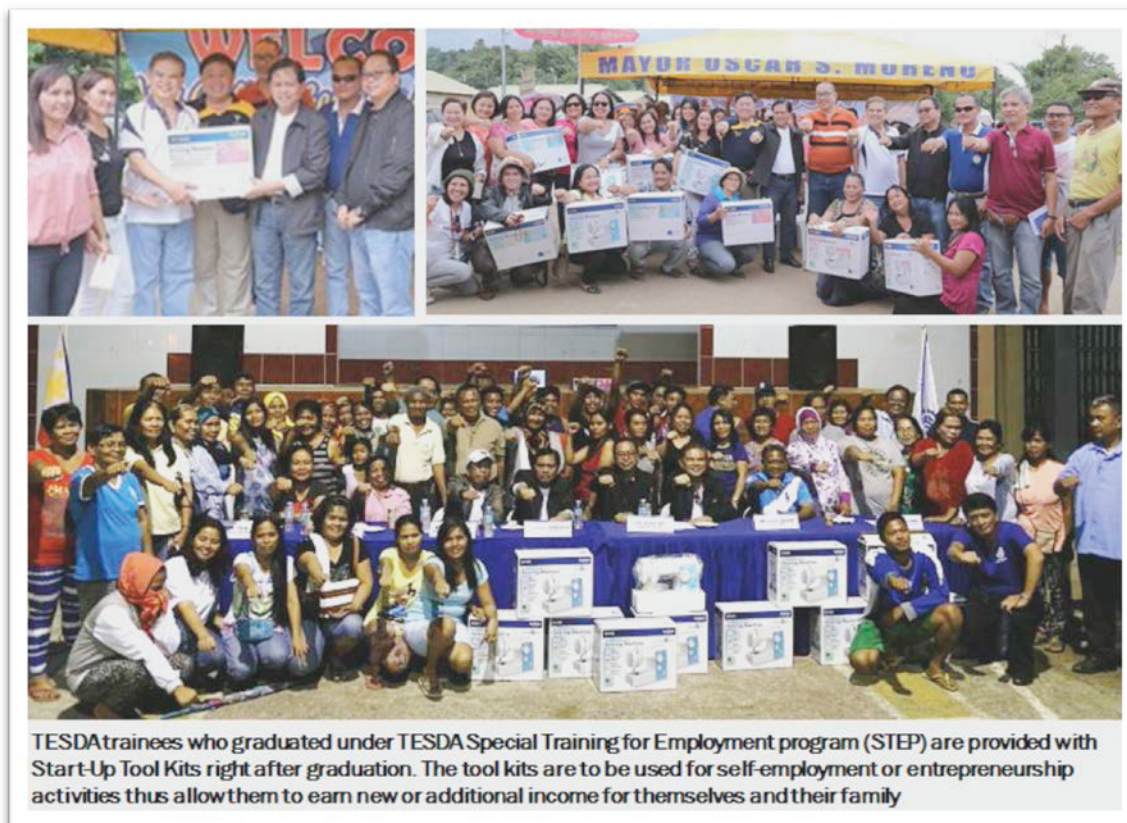 WELCO
MAYOR OSCAR S. MORENO
TESDA trainees who graduated under TESDA Special Training for Employment program (STEP) are provided with
Start-Up Tool Kits right after graduation. The tool kits are to be used for self-employment or entrepreneurship
activities thus allow them to earn new or additional income for themselves and their family